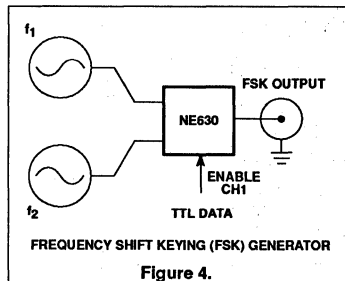 f1
FSK OUTPUT
NE630
ENABLE
CH1
f2
TTL DATA
FREQUENCY SHIFT KEYING (FSK) GENERATOR
Figure 4.